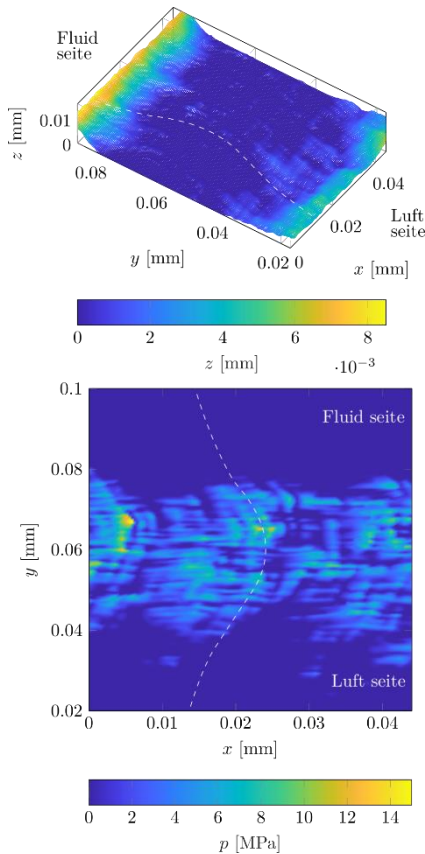 Fluid
seite
0.01
0
z [mm]
0.08
0.06
0.04
0.02
y [mm]
0
0.02
0.04
x [mm]
Luft
seite
0 2 4 6 8
z [mm] ·10⁻³
0.1
Fluid seite
0.08
y [mm]
0.06
0.04
Luft seite
0.02
0 0.01 0.02 0.03 0.04
x [mm]
0 2 4 6 8 10 12 14
p [MPa]